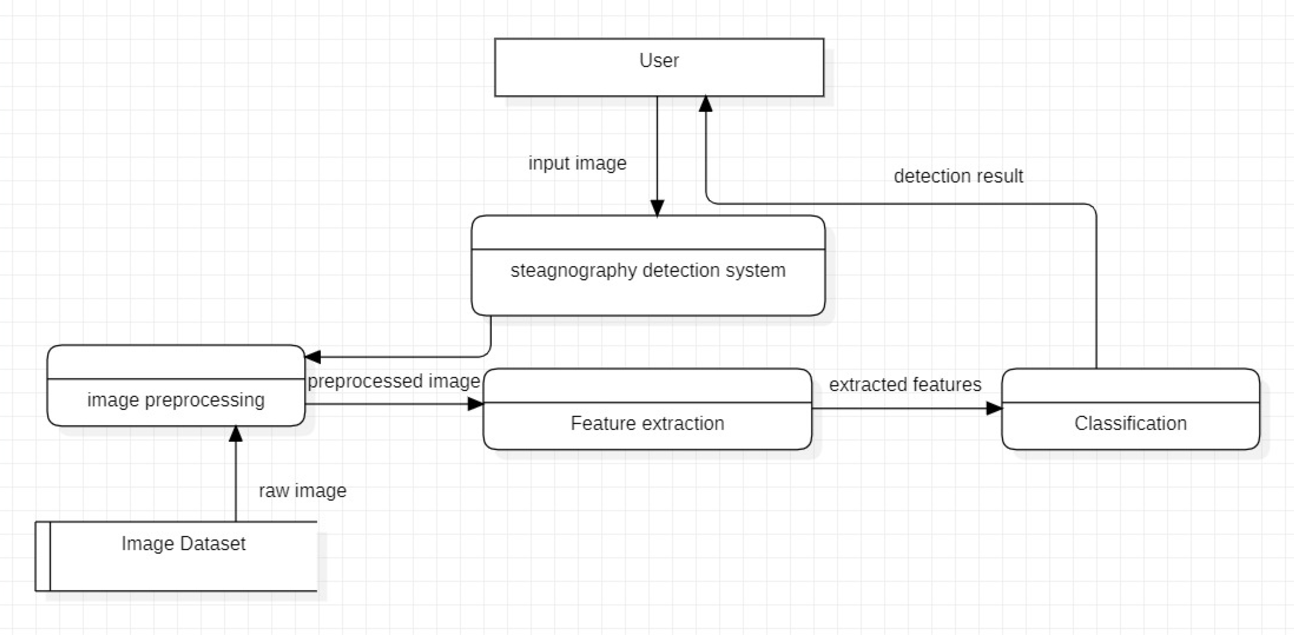 User
input image
detection result
steagnography detection system
preprocessed image
extracted features
image preprocessing
Feature extraction
Classification
raw image
Image Dataset